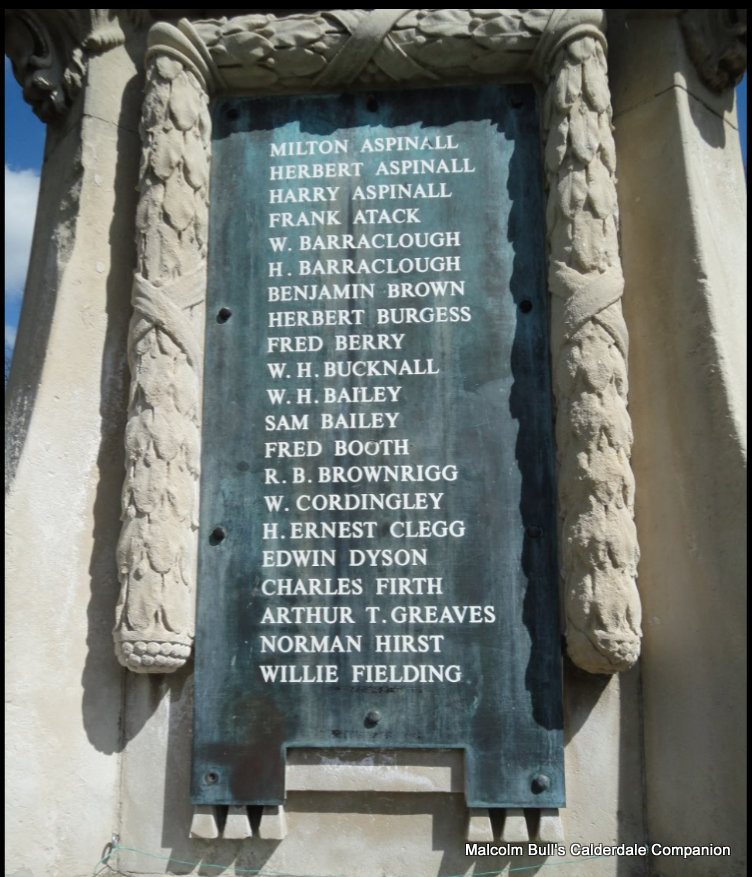 MILTON ASPINALL
HERBERT ASPINALL
HARRY ASPINALL
FRANK ATACK
W. BARRACLOUGH
H. BARRACLOUGH
BENJAMIN BROWN
HERBERT BURGESS
FRED BERRY
W. H. BUCKNALL
W. H. BAILEY
SAM BAILEY
FRED BOOTH
R. B. BROWNRIGG
W. CORDINGLEY
H. ERNEST CLEGG
EDWIN DYSON
CHARLES FIRTH
ARTHUR T. GREAVES
NORMAN HIRST
WILLIE FIELDING
Malcolm Bull's Calderdale Companion